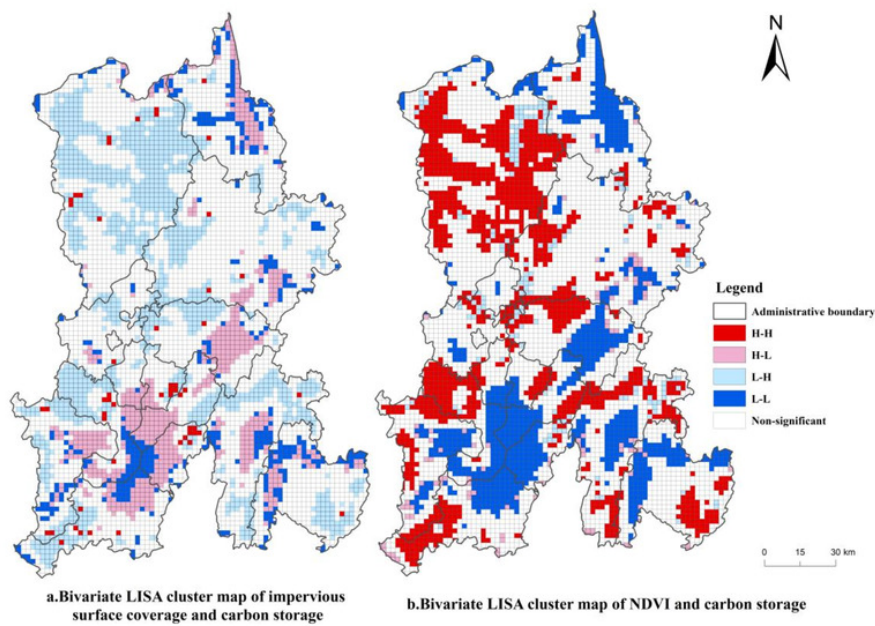 N
Legend
Administrative boundary
H-H
H-L
L-H
L-L
Non-significant
0 15 30 km
a.Bivariate LISA cluster map of impervious
surface coverage and carbon storage
b.Bivariate LISA cluster map of NDVI and carbon storage